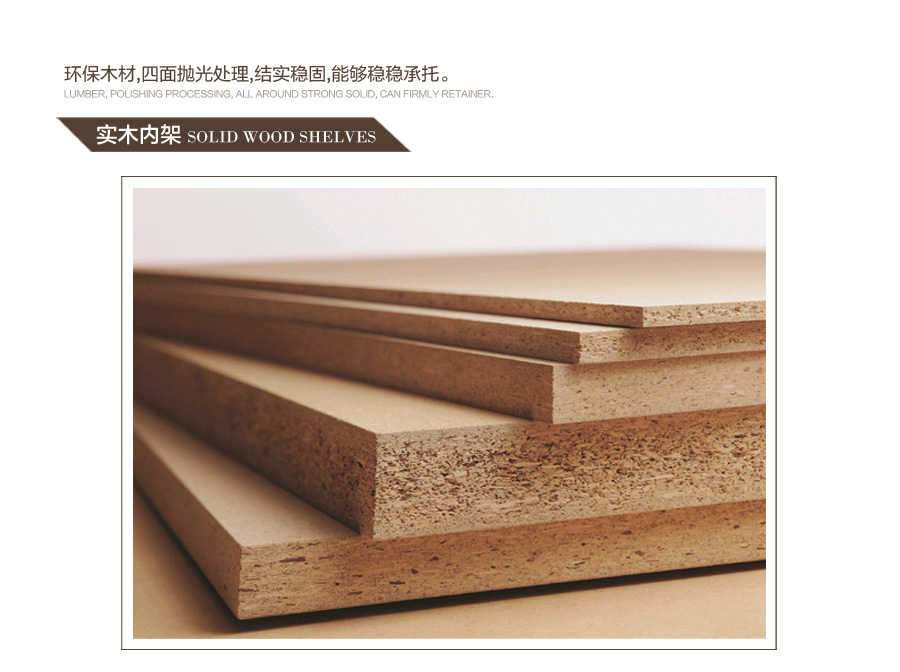 环保木材,四面抛光处理,结实稳固,能够稳稳承托。
LUMBER, POLISHING PROCESSING, ALL AROUND STRONG SOLID, CAN FIRMLY RETAINER.
实木内架 SOLID WOOD SHELVES